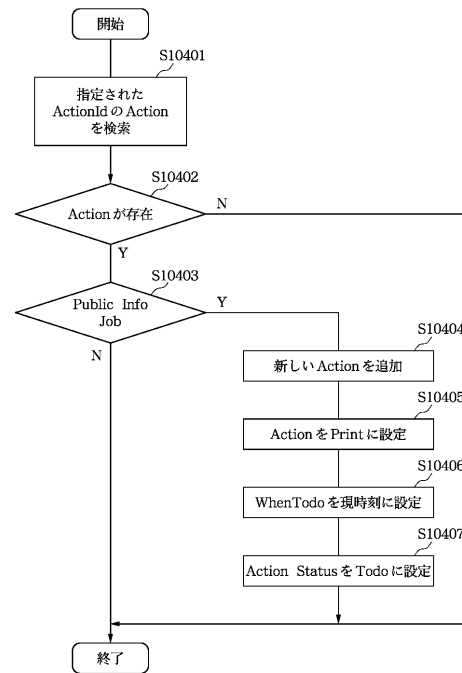 開始
S10401
指定された
ActionIdのAction
を検索
S10402
Actionが存在
N
Y
S10403
Public Info
Job
Y
N
S10404
新しいActionを追加
S10405
ActionをPrintに設定
S10406
WhenTodoを現時刻に設定
S10407
Action StatusをTodoに設定
終了